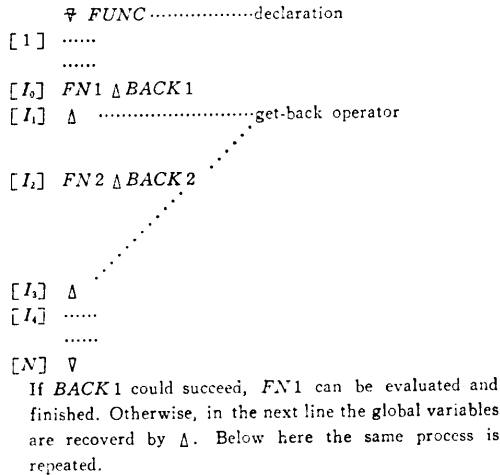 ⍫ FUNC ··················declaration
[1] ······
······
[I₀] FN1 ∆ BACK1
[I₁] ∆ ··························get-back operator
[I₂] FN2 ∆ BACK2
[I₃] ∆
[I₄] ······
······
[N] ∇
If BACK1 could succeed, FN1 can be evaluated and
finished. Otherwise, in the next line the global variables
are recoverd by ∆. Below here the same process is
repeated.